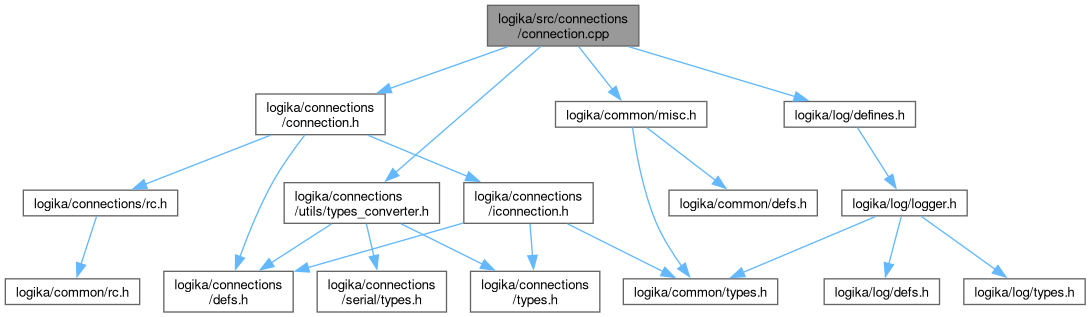 logika/src/connections
/connection.cpp
logika/connections
/connection.h
logika/common/misc.h
logika/log/defines.h
logika/connections/rc.h
logika/connections
/utils/types_converter.h
logika/connections
/iconnection.h
logika/common/defs.h
logika/log/logger.h
logika/common/rc.h
logika/connections
/defs.h
logika/connections
/serial/types.h
logika/connections
/types.h
logika/common/types.h
logika/log/defs.h
logika/log/types.h